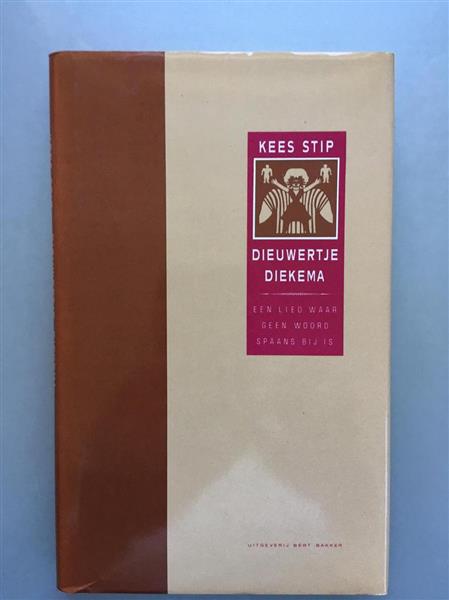 KEES STIP
DIEUWERTJE
DIEKEMA
EEN LIED WAAR
GEEN WOORD
SPAANS BIJ IS
UITGEVERIJ BERT BAKKER